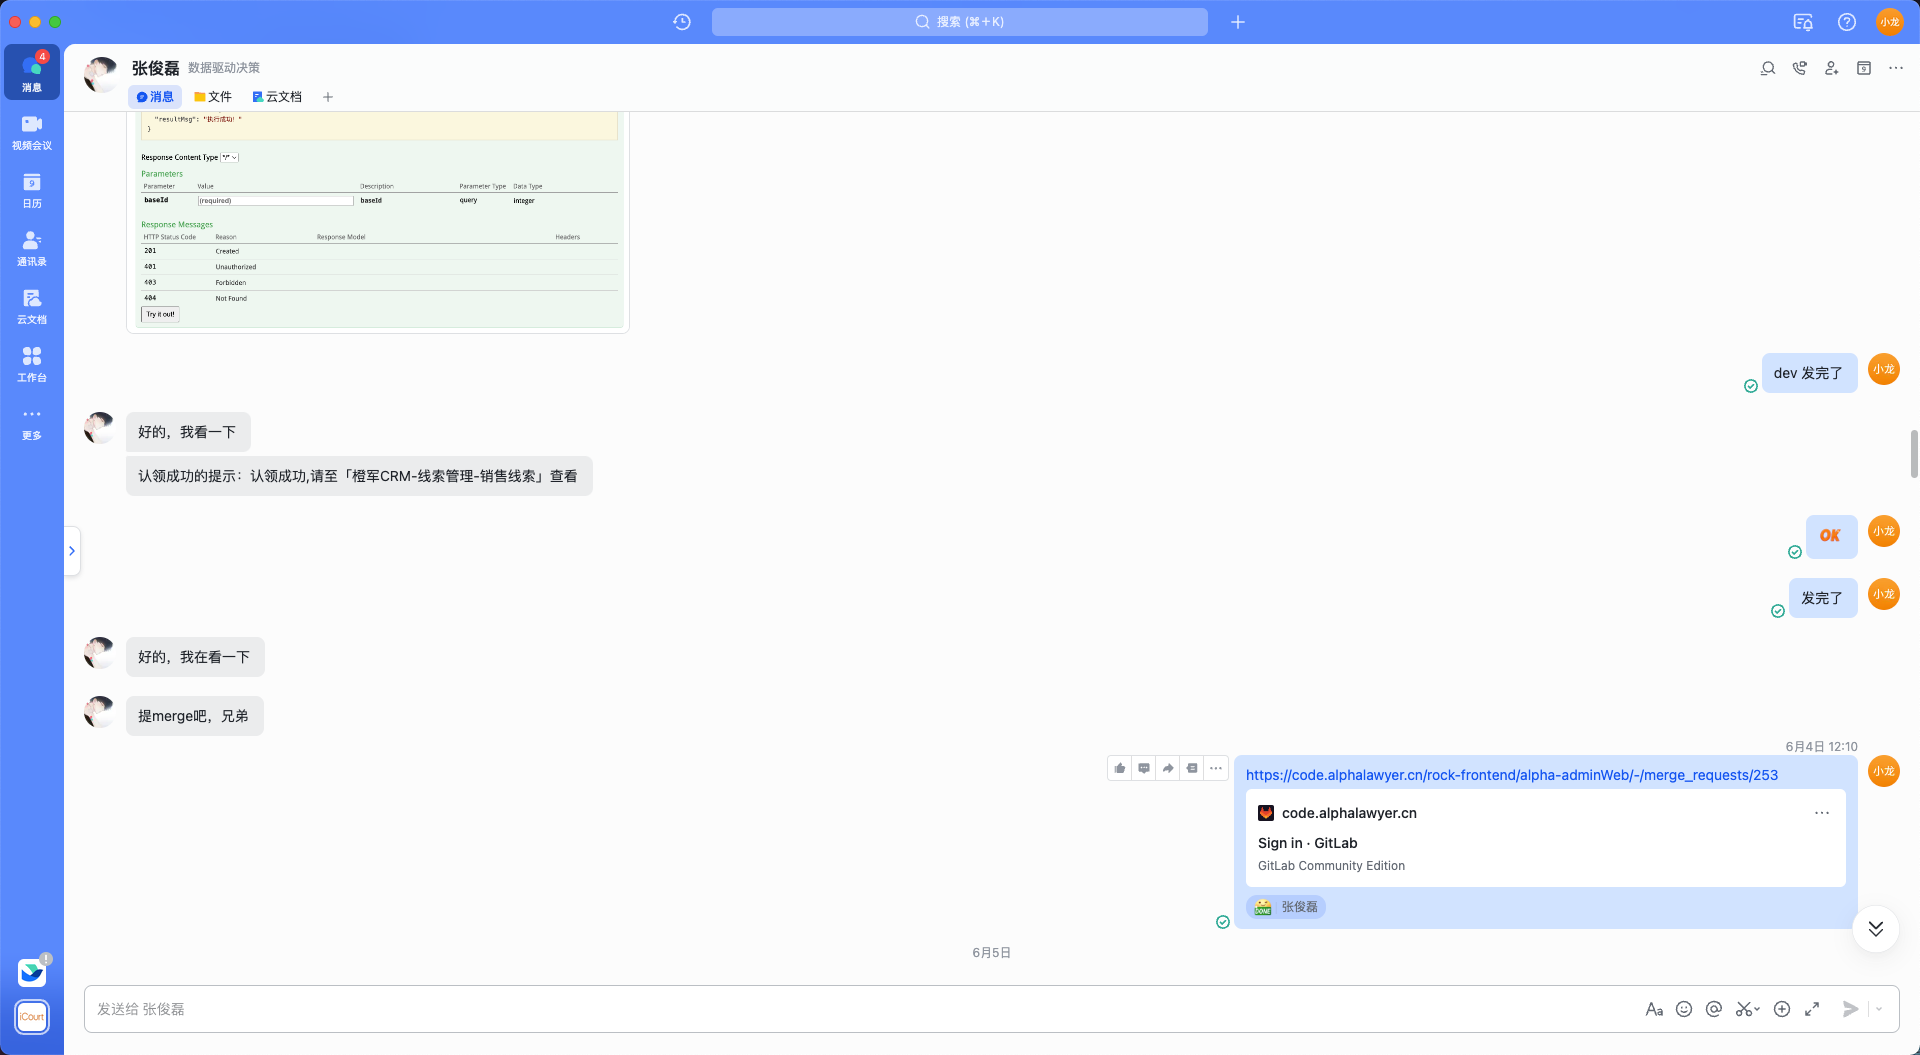 搜索 (⌘+K)
小龙
4
消息
视频会议
9
日历
通讯录
云文档
工作台
更多
iCourt
张俊磊 数据驱动决策
消息 文件 云文档
9
"resultMsg": "执行成功！"
}
Response Content Type */*
Parameters
Parameter Value Description Parameter Type Data Type
baseId (required) baseId query integer
Response Messages
HTTP Status Code Reason Response Model Headers
201 Created
401 Unauthorized
403 Forbidden
404 Not Found
Try it out!
dev 发完了
小龙
好的，我看一下
认领成功的提示：认领成功,请至「橙军CRM-线索管理-销售线索」查看
OK
小龙
发完了
小龙
好的，我在看一下
提merge吧，兄弟
6月4日 12:10
https://code.alphalawyer.cn/rock-frontend/alpha-adminWeb/-/merge_requests/253
小龙
code.alphalawyer.cn
Sign in · GitLab
GitLab Community Edition
DONE 张俊磊
6月5日
发送给 张俊磊
Aa